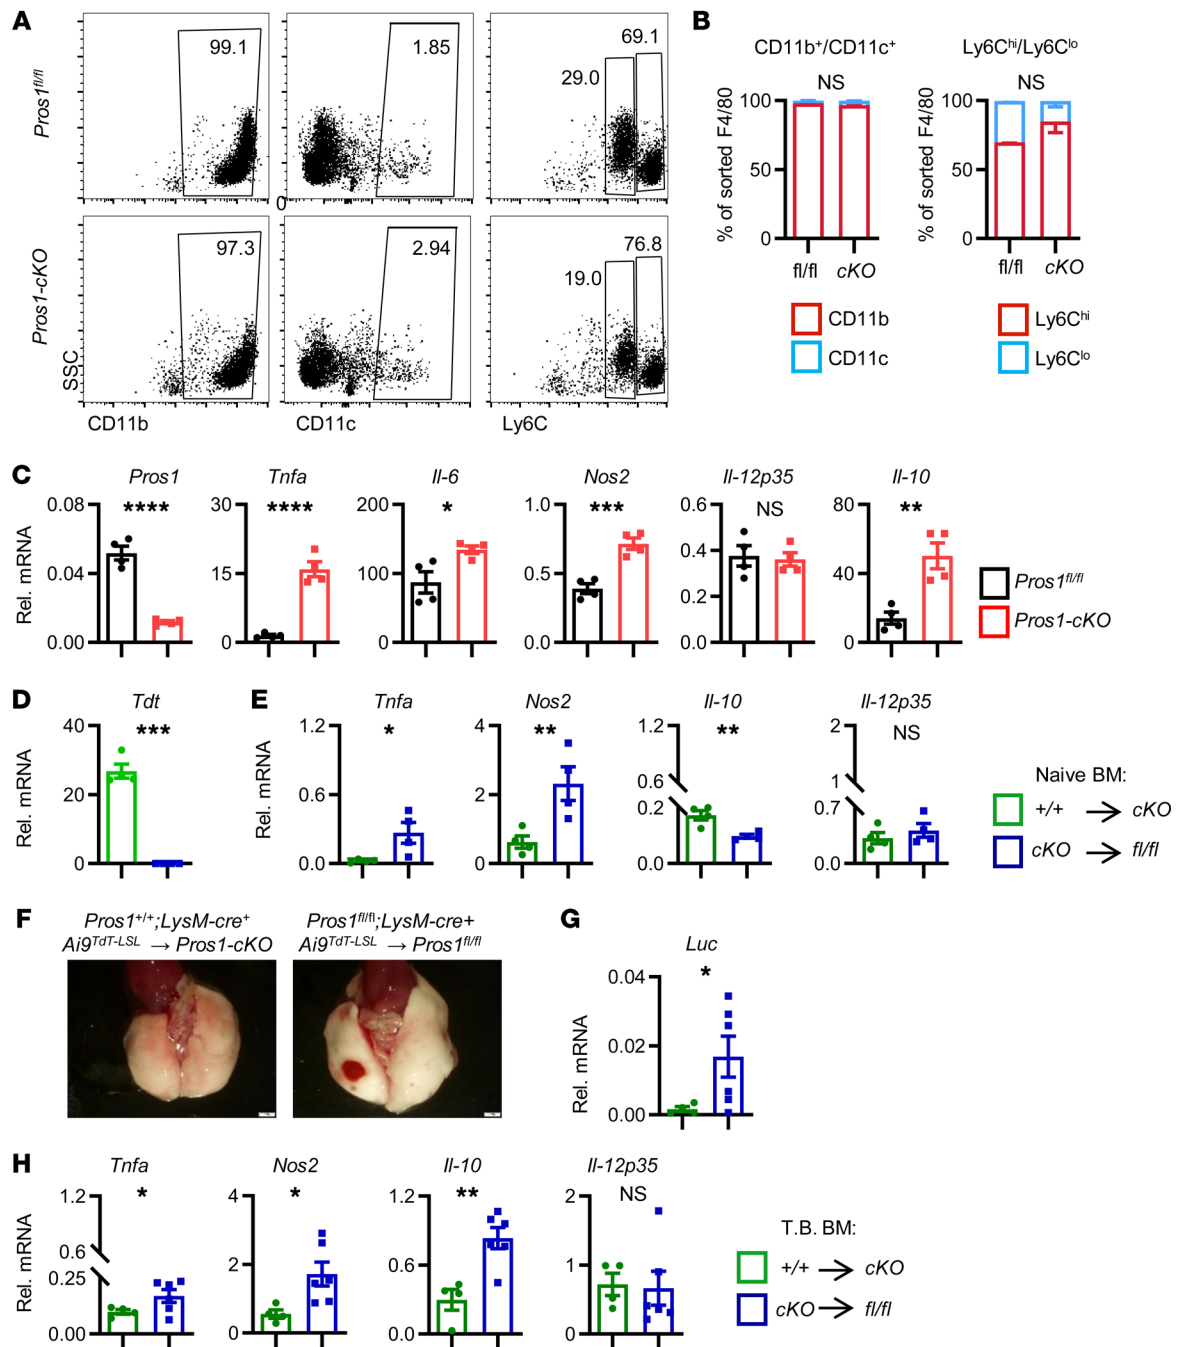 A
Pros1fl/fl
99.1
1.85
29.0
69.1
0
Pros1-cKO
SSC
97.3
2.94
19.0
76.8
CD11b
CD11c
Ly6C
B
CD11b+/CD11c+
NS
% of sorted F4/80
100
50
0
fl/fl
cKO
CD11b
CD11c
Ly6Chi/Ly6Clo
NS
% of sorted F4/80
100
50
0
fl/fl
cKO
Ly6Chi
Ly6Clo
C
Rel. mRNA
Pros1
****
0.08
0.04
0.00
Tnfa
****
30
15
0
Il-6
*
200
100
0
Nos2
***
1.0
0.5
0.0
Il-12p35
NS
0.6
0.4
0.2
0.0
Il-10
**
80
40
0
Pros1fl/fl
Pros1-cKO
D
Tdt
***
Rel. mRNA
40
20
0
E
Rel. mRNA
Tnfa
*
1.2
0.6
0.0
Nos2
**
4
2
0
Il-10
**
1.2
0.6
0.2
0.0
Il-12p35
NS
2
1
0.7
0.0
Naive BM:
+/+ → cKO
cKO → fl/fl
F
Pros1+/+;LysM-cre+
Ai9TdT-LSL → Pros1-cKO
Pros1fl/fl;LysM-cre+
Ai9TdT-LSL → Pros1fl/fl
G
Luc
*
Rel. mRNA
0.04
0.02
0.00
H
Rel. mRNA
Tnfa
*
1.2
0.6
0.25
0.00
Nos2
*
4
2
0
Il-10
**
1.2
0.6
0.0
Il-12p35
NS
2
1
0
T.B. BM:
+/+ → cKO
cKO → fl/fl